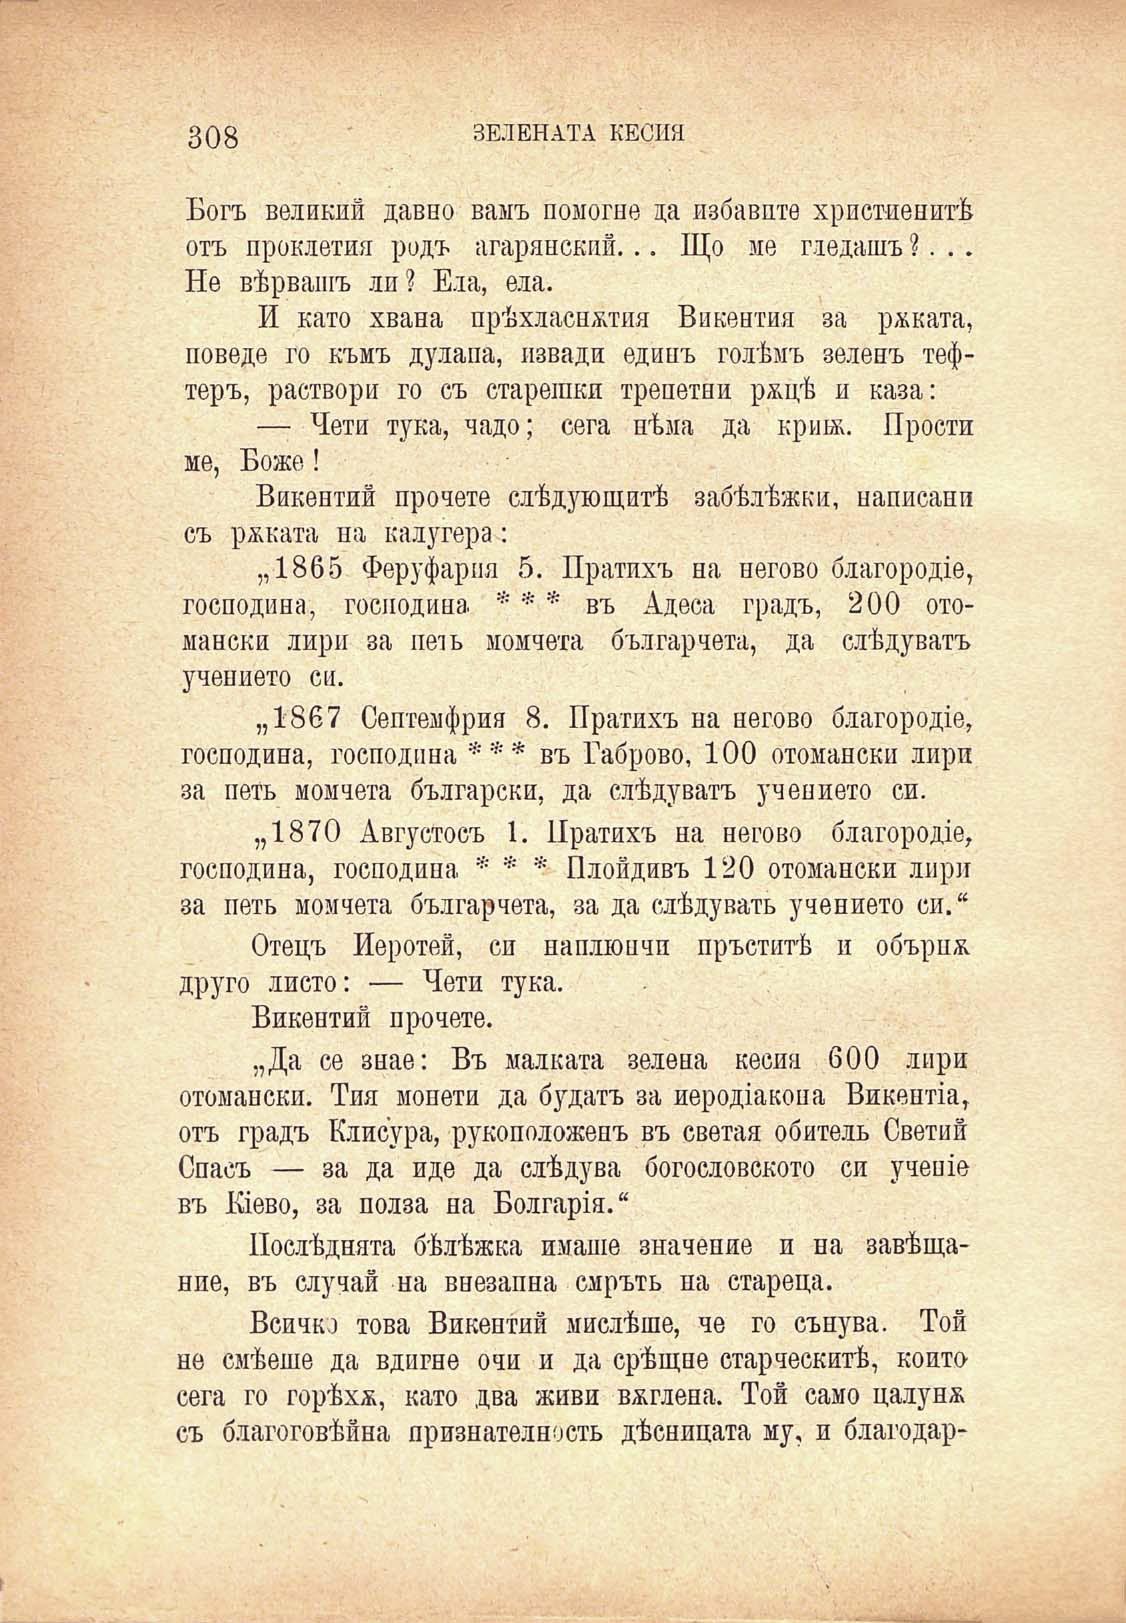 308 ЗЕЛЕНАТА КЕСИЯ
Богъ великий давно вамъ помогне да избавите христиенитѣ
отъ проклетия родъ агарянский... Що ме гледашъ?...
Не вѣрвашъ ли? Ела, ела.
И като хвана прѣхласнѫтия Викентия за рѫката,
поведе го къмъ дулапа, извади единъ голѣмъ зеленъ теф-
теръ, раствори го съ старешки трепетни рѫцѣ и каза:
— Чети тука, чадо; сега нѣма да криѭ. Прости
ме, Боже!
Викентий прочете слѣдующитѣ забѣлѣжки, написани
съ рѫката на калугера:
„1865 Феруфария 5. Пратихъ на негово благородіе,
господина, господина * * * въ Адеса градъ, 200 ото-
мански лири за петь момчета българчета, да слѣдуватъ
учението си.
„1867 Септемфрия 8. Пратихъ на негово благородіе,
господина, господина * * * въ Габрово, 100 отомански лири
за петь момчета български, да слѣдуватъ учението си.
„1870 Августосъ 1. Пратихъ на негово благородіе,
господина, господина * * * Плойдивъ 120 отомански лири
за петь момчета българчета, за да слѣдувать учението си.“
Отецъ Иеротей, си наплюнчи пръститѣ и обърнѫ
друго листо: — Чети тука.
Викентий прочете.
„Да се знае: Въ малката зелена кесия 600 лири
отомански. Тия монети да будатъ за иеродіакона Викентіа,
отъ градъ Клисура, рукоположенъ въ светая обитель Светий
Спасъ — за да иде да слѣдува богословското си ученіе
въ Кіево, за полза на Болгарія.“
Послѣднята бѣлѣжка имаше значение и на завѣща-
ние, въ случай на внезапна смръть на стареца.
Всичко това Викентий мислѣше, че го сънува. Той
не смѣеше да вдигне очи и да срѣщне старческитѣ, които
сега го горѣхѫ, като два живи вѫглена. Той само цалунѫ
съ благоговѣйна признателность дѣсницата му, и благодар-